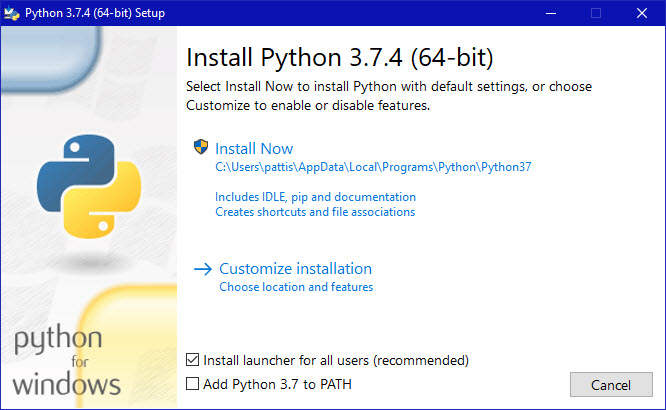 Python 3.7.4 (64-bit) Setup
Install Python 3.7.4 (64-bit)
Select Install Now to install Python with default settings, or choose
Customize to enable or disable features.
Install Now
C:\Users\pattis\AppData\Local\Programs\Python\Python37
Includes IDLE, pip and documentation
Creates shortcuts and file associations
Customize installation
Choose location and features
python
for
windows
Install launcher for all users (recommended)
Add Python 3.7 to PATH
Cancel